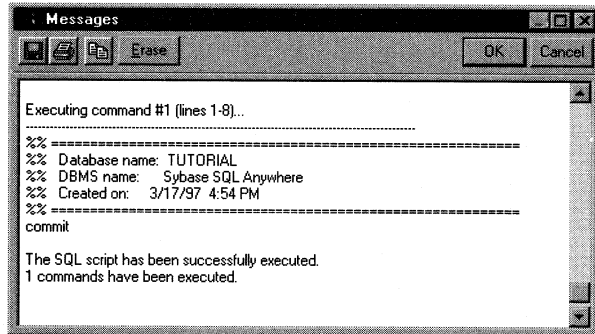 Messages
Erase
OK
Cancel
Executing command #1 (lines 1-8)...
--------------------------------------------------------------------------------
%% ============================================================
%% Database name: TUTORIAL
%% DBMS name: Sybase SQL Anywhere
%% Created on: 3/17/97 4:54 PM
%% ============================================================
commit
The SQL script has been successfully executed.
1 commands have been executed.